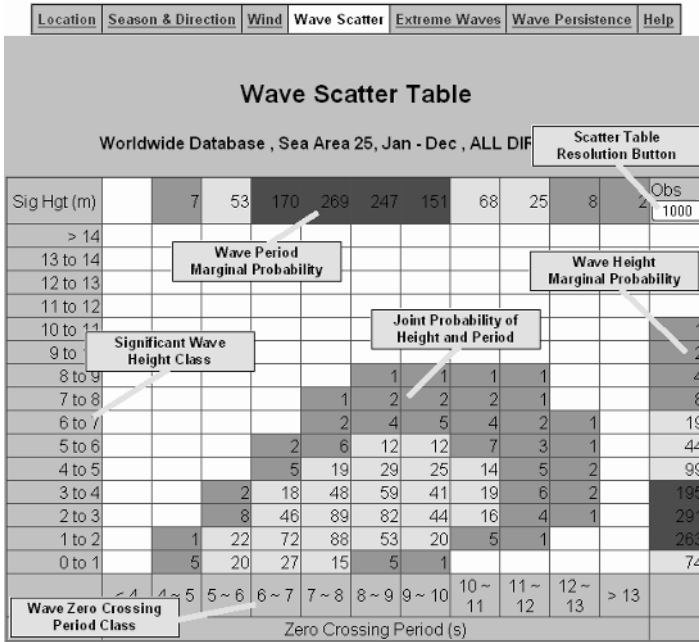 Location Season & Direction Wind Wave Scatter Extreme Waves Wave Persistence Help
Wave Scatter Table
Worldwide Database , Sea Area 25, Jan - Dec , ALL
Scatter Table
Resolution Button
Sig Hgt (m) 7 53 170 269 247 151 68 25 8 2 Obs
1000
> 14
13 to 14
12 to 13
11 to 12
10 to
9 to
Wave Period
Marginal Probability
Wave Height
Marginal Probability
Significant Wave
Height Class
Joint Probability of
Height and Period
2
8 to 9 1 1 1 1 4
7 to 8 1 2 2 2 1 8
6 to 7 2 4 5 4 2 1 19
5 to 6 2 6 12 12 7 3 1 44
4 to 5 5 19 29 25 14 5 2 99
3 to 4 2 18 48 59 41 19 6 2 195
2 to 3 8 46 89 82 44 16 4 1 291
1 to 2 1 22 72 88 53 20 5 1 263
0 to 1 5 20 27 15 5 1 74
4 ~ 5 5 ~ 6 6 ~ 7 7 ~ 8 8 ~ 9 9 ~ 10 10 ~ 11 11 ~ 12 12 ~ 13 > 13
Wave Zero Crossing
Period Class
Zero Crossing Period (s)